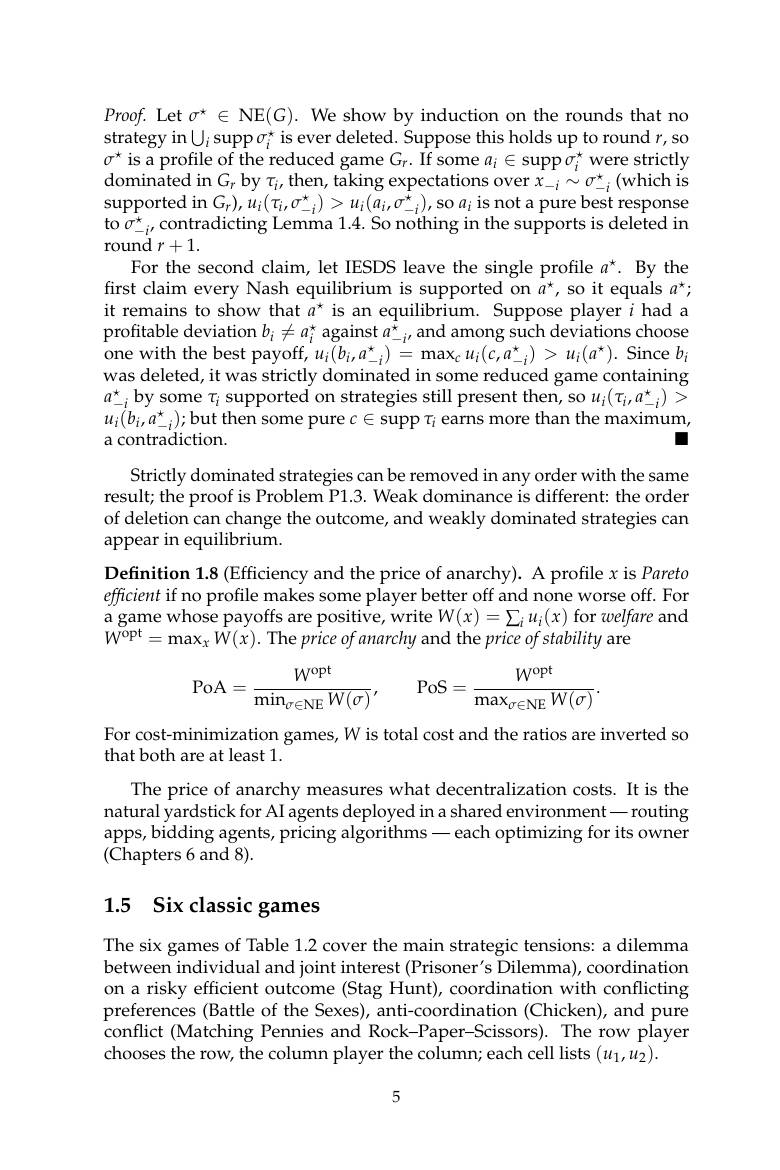 Proof. Let σ⋆ ∈ NE(G). We show by induction on the rounds that no
strategy in ⋃ᵢ supp σᵢ⋆ is ever deleted. Suppose this holds up to round r, so
σ⋆ is a profile of the reduced game Gᵣ. If some aᵢ ∈ supp σᵢ⋆ were strictly
dominated in Gᵣ by τᵢ, then, taking expectations over x₋ᵢ ∼ σ⋆₋ᵢ (which is
supported in Gᵣ), uᵢ(τᵢ, σ⋆₋ᵢ) > uᵢ(aᵢ, σ⋆₋ᵢ), so aᵢ is not a pure best response
to σ⋆₋ᵢ, contradicting Lemma 1.4. So nothing in the supports is deleted in
round r + 1.
For the second claim, let IESDS leave the single profile a⋆. By the
first claim every Nash equilibrium is supported on a⋆, so it equals a⋆;
it remains to show that a⋆ is an equilibrium. Suppose player i had a
profitable deviation bᵢ ≠ aᵢ⋆ against a⋆₋ᵢ, and among such deviations choose
one with the best payoff, uᵢ(bᵢ, a⋆₋ᵢ) = max_c uᵢ(c, a⋆₋ᵢ) > uᵢ(a⋆). Since bᵢ
was deleted, it was strictly dominated in some reduced game containing
a⋆₋ᵢ by some τᵢ supported on strategies still present then, so uᵢ(τᵢ, a⋆₋ᵢ) >
uᵢ(bᵢ, a⋆₋ᵢ); but then some pure c ∈ supp τᵢ earns more than the maximum,
a contradiction. ■
Strictly dominated strategies can be removed in any order with the same
result; the proof is Problem P1.3. Weak dominance is different: the order
of deletion can change the outcome, and weakly dominated strategies can
appear in equilibrium.
Definition 1.8 (Efficiency and the price of anarchy). A profile x is Pareto
efficient if no profile makes some player better off and none worse off. For
a game whose payoffs are positive, write W(x) = ∑ᵢ uᵢ(x) for welfare and
W^opt = maxₓ W(x). The price of anarchy and the price of stability are
PoA = W^opt / min_{σ∈NE} W(σ), PoS = W^opt / max_{σ∈NE} W(σ).
For cost-minimization games, W is total cost and the ratios are inverted so
that both are at least 1.
The price of anarchy measures what decentralization costs. It is the
natural yardstick for AI agents deployed in a shared environment — routing
apps, bidding agents, pricing algorithms — each optimizing for its owner
(Chapters 6 and 8).
1.5 Six classic games
The six games of Table 1.2 cover the main strategic tensions: a dilemma
between individual and joint interest (Prisoner's Dilemma), coordination
on a risky efficient outcome (Stag Hunt), coordination with conflicting
preferences (Battle of the Sexes), anti-coordination (Chicken), and pure
conflict (Matching Pennies and Rock–Paper–Scissors). The row player
chooses the row, the column player the column; each cell lists (u₁, u₂).
5